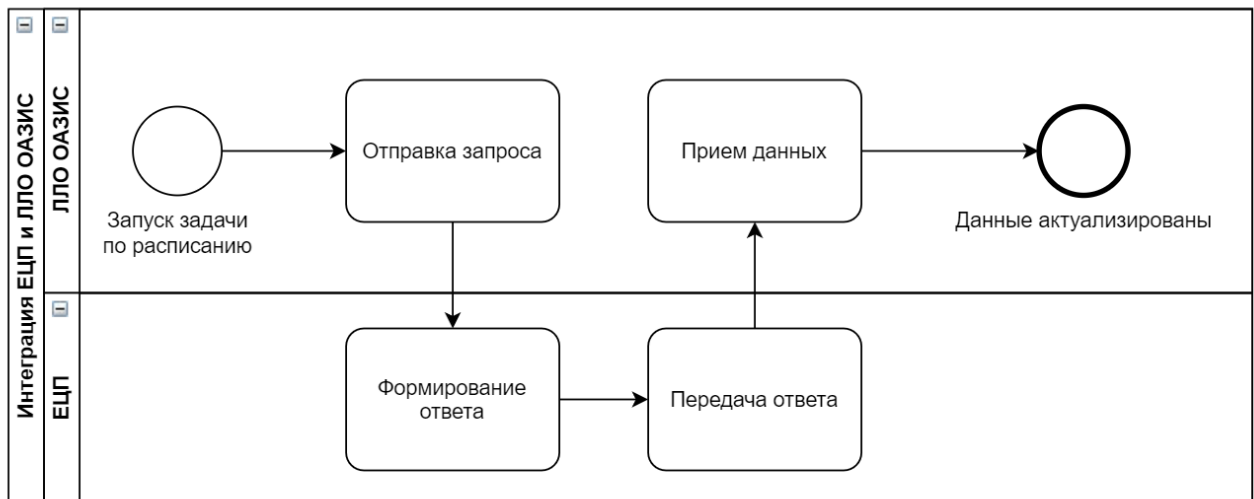 Интеграция ЕЦП и ЛЛО ОАЗИС
ЛЛО ОАЗИС
Запуск задачи
по расписанию
Отправка запроса
Прием данных
Данные актуализированы
ЕЦП
Формирование
ответа
Передача ответа